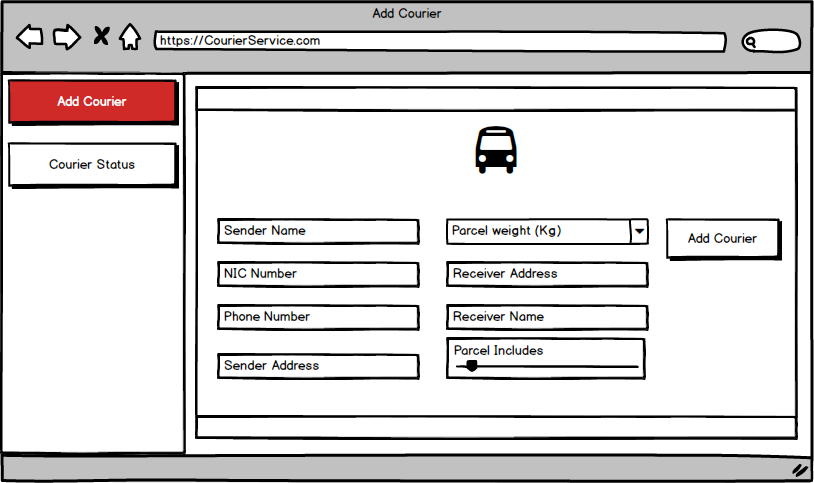 Add Courier
https://CourierService.com
Add Courier
Courier Status
Sender Name
Parcel weight (Kg)
Add Courier
NIC Number
Receiver Address
Phone Number
Receiver Name
Parcel Includes
Sender Address